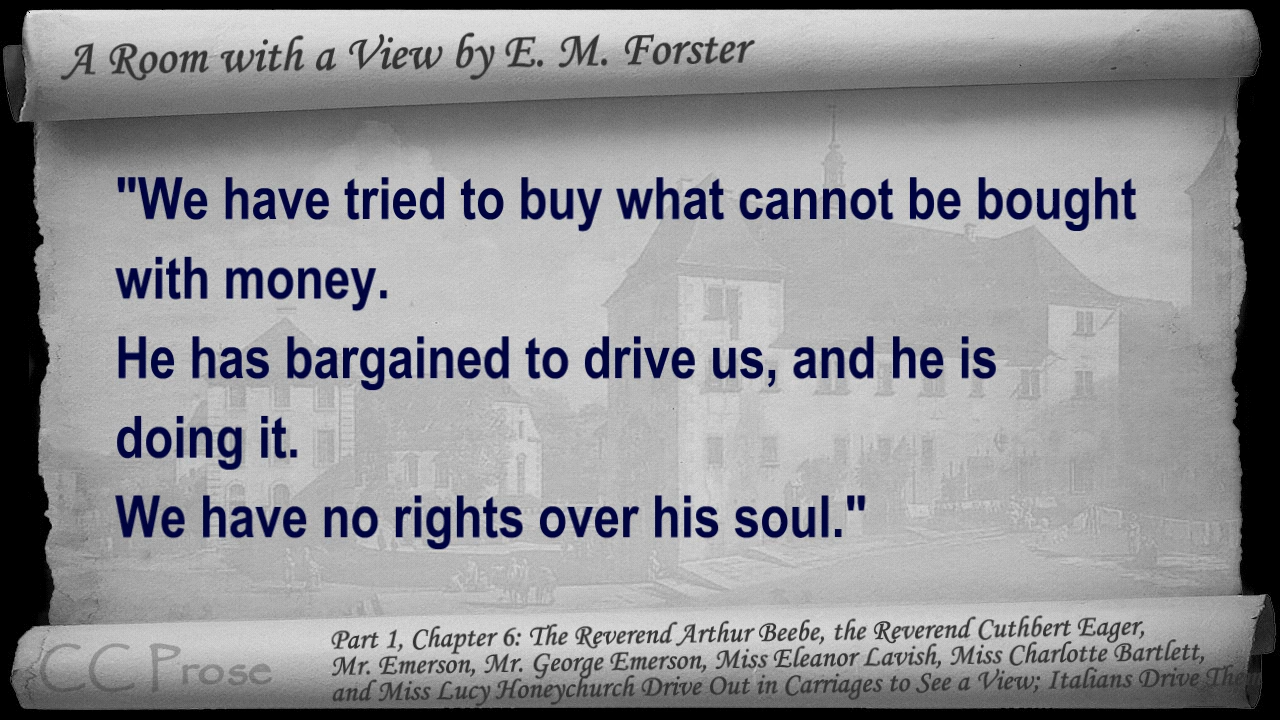 A Room with a View by E. M. Forster
"We have tried to buy what cannot be bought
with money.
He has bargained to drive us, and he is
doing it.
We have no rights over his soul."
CC Prose
Part 1, Chapter 6: The Reverend Arthur Beebe, the Reverend Cuthbert Eager,
Mr. Emerson, Mr. George Emerson, Miss Eleanor Lavish, Miss Charlotte Bartlett,
and Miss Lucy Honeychurch Drive Out in Carriages to See a View; Italians Drive